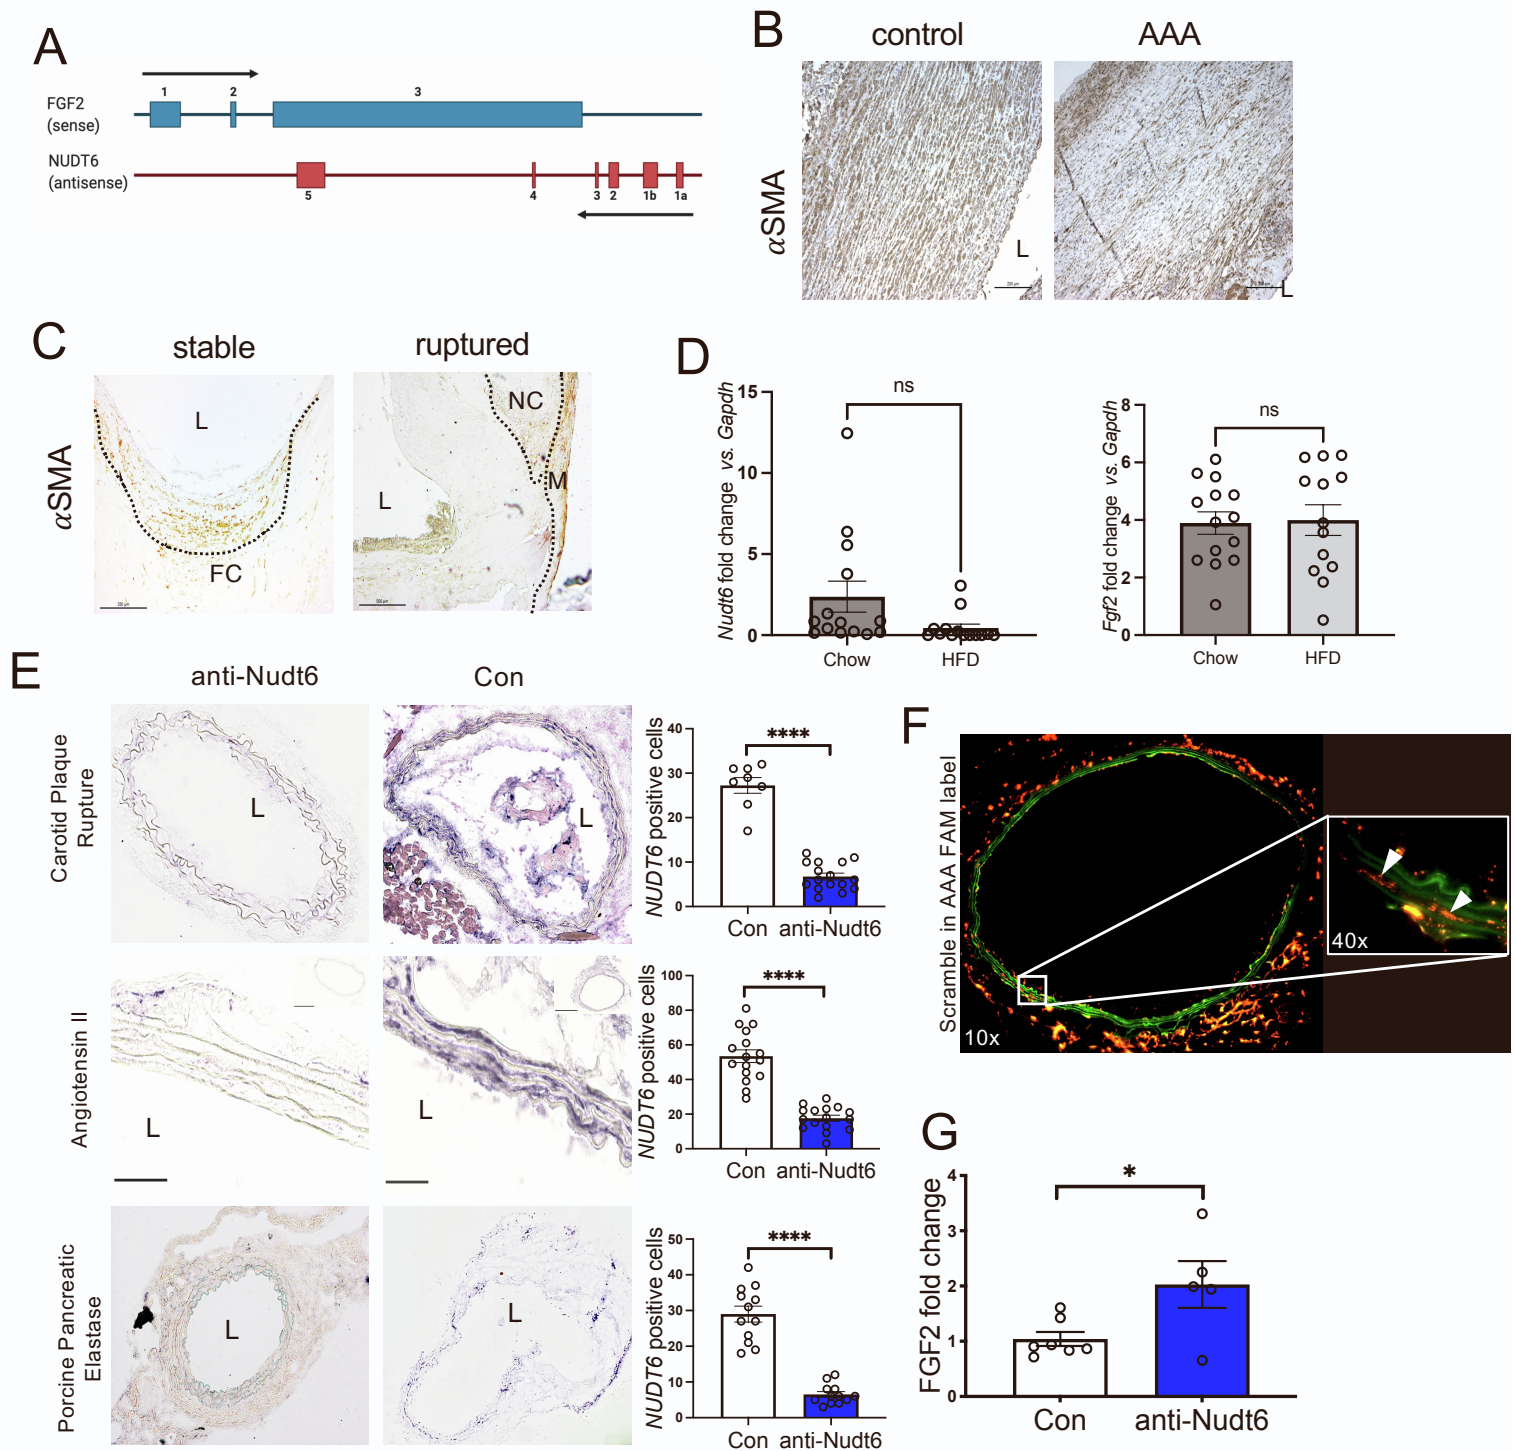 A
FGF2
(sense)
1
2
3
NUDT6
(antisense)
5
4
3
2
1b
1a
B
control
AAA
αSMA
L
L
C
stable
ruptured
αSMA
L
FC
NC
M
L
D
Nudt6 fold change vs. Gapdh
15
10
5
0
ns
Chow
HFD
Fgf2 fold change vs. Gapdh
8
6
4
2
0
ns
Chow
HFD
E
anti-Nudt6
Con
Carotid Plaque
Rupture
L
L
NUDT6 positive cells
40
30
20
10
0
****
Con
anti-Nudt6
Angiotensin II
L
L
NUDT6 positive cells
100
80
60
40
20
0
****
Con
anti-Nudt6
Porcine Pancreatic
Elastase
L
L
NUDT6 positive cells
50
40
30
20
10
0
****
Con
anti-Nudt6
F
Scramble in AAA FAM label
10x
40x
G
FGF2 fold change
4
3
2
1
0
*
Con
anti-Nudt6